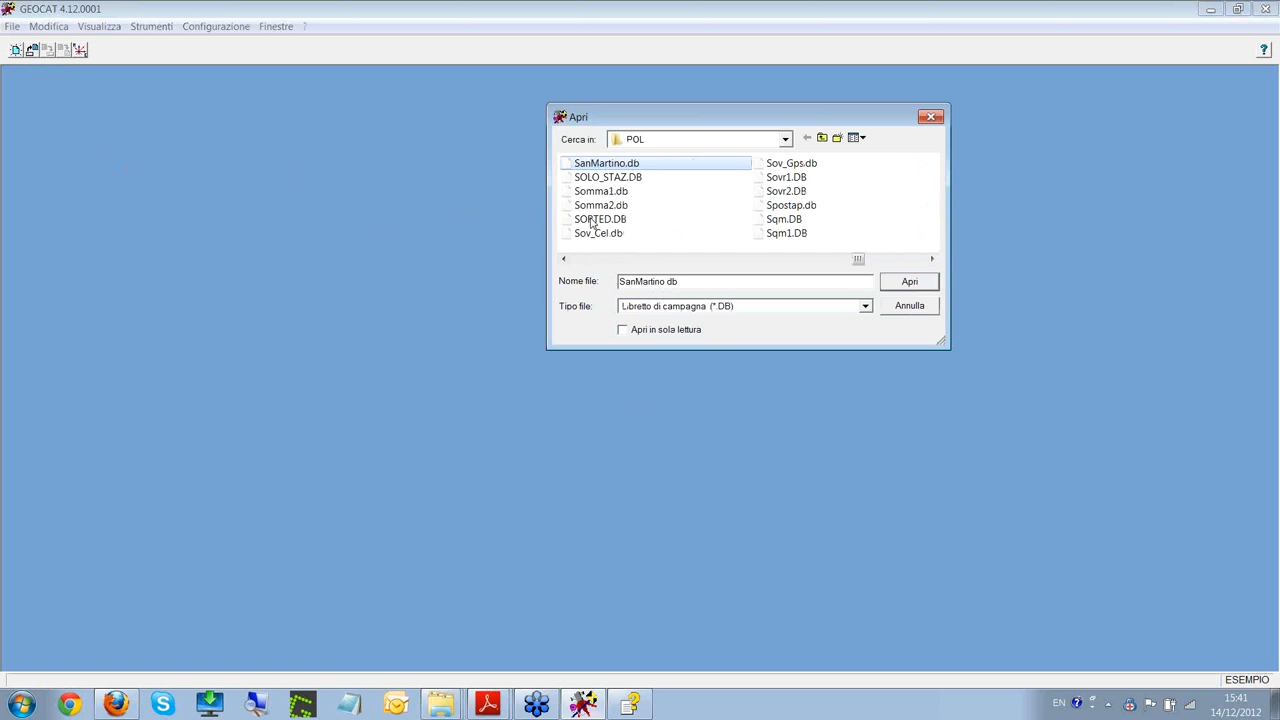 GEOCAT 4.12.0001
File Modifica Visualizza Strumenti Configurazione Finestre ?
Apri
Cerca in: POL
SanMartino.db
SOLO_STAZ.DB
Somma1.db
Somma2.db
SORTED.DB
Sov_Cel.db
Sov_Gps.db
Sovr1.DB
Sovr2.DB
Spostap.db
Sqm.DB
Sqm1.DB
Nome file: SanMartino db Apri
Tipo file: Libretto di campagna (*.DB) Annulla
Apri in sola lettura
ESEMPIO
EN
15:41
14/12/2012